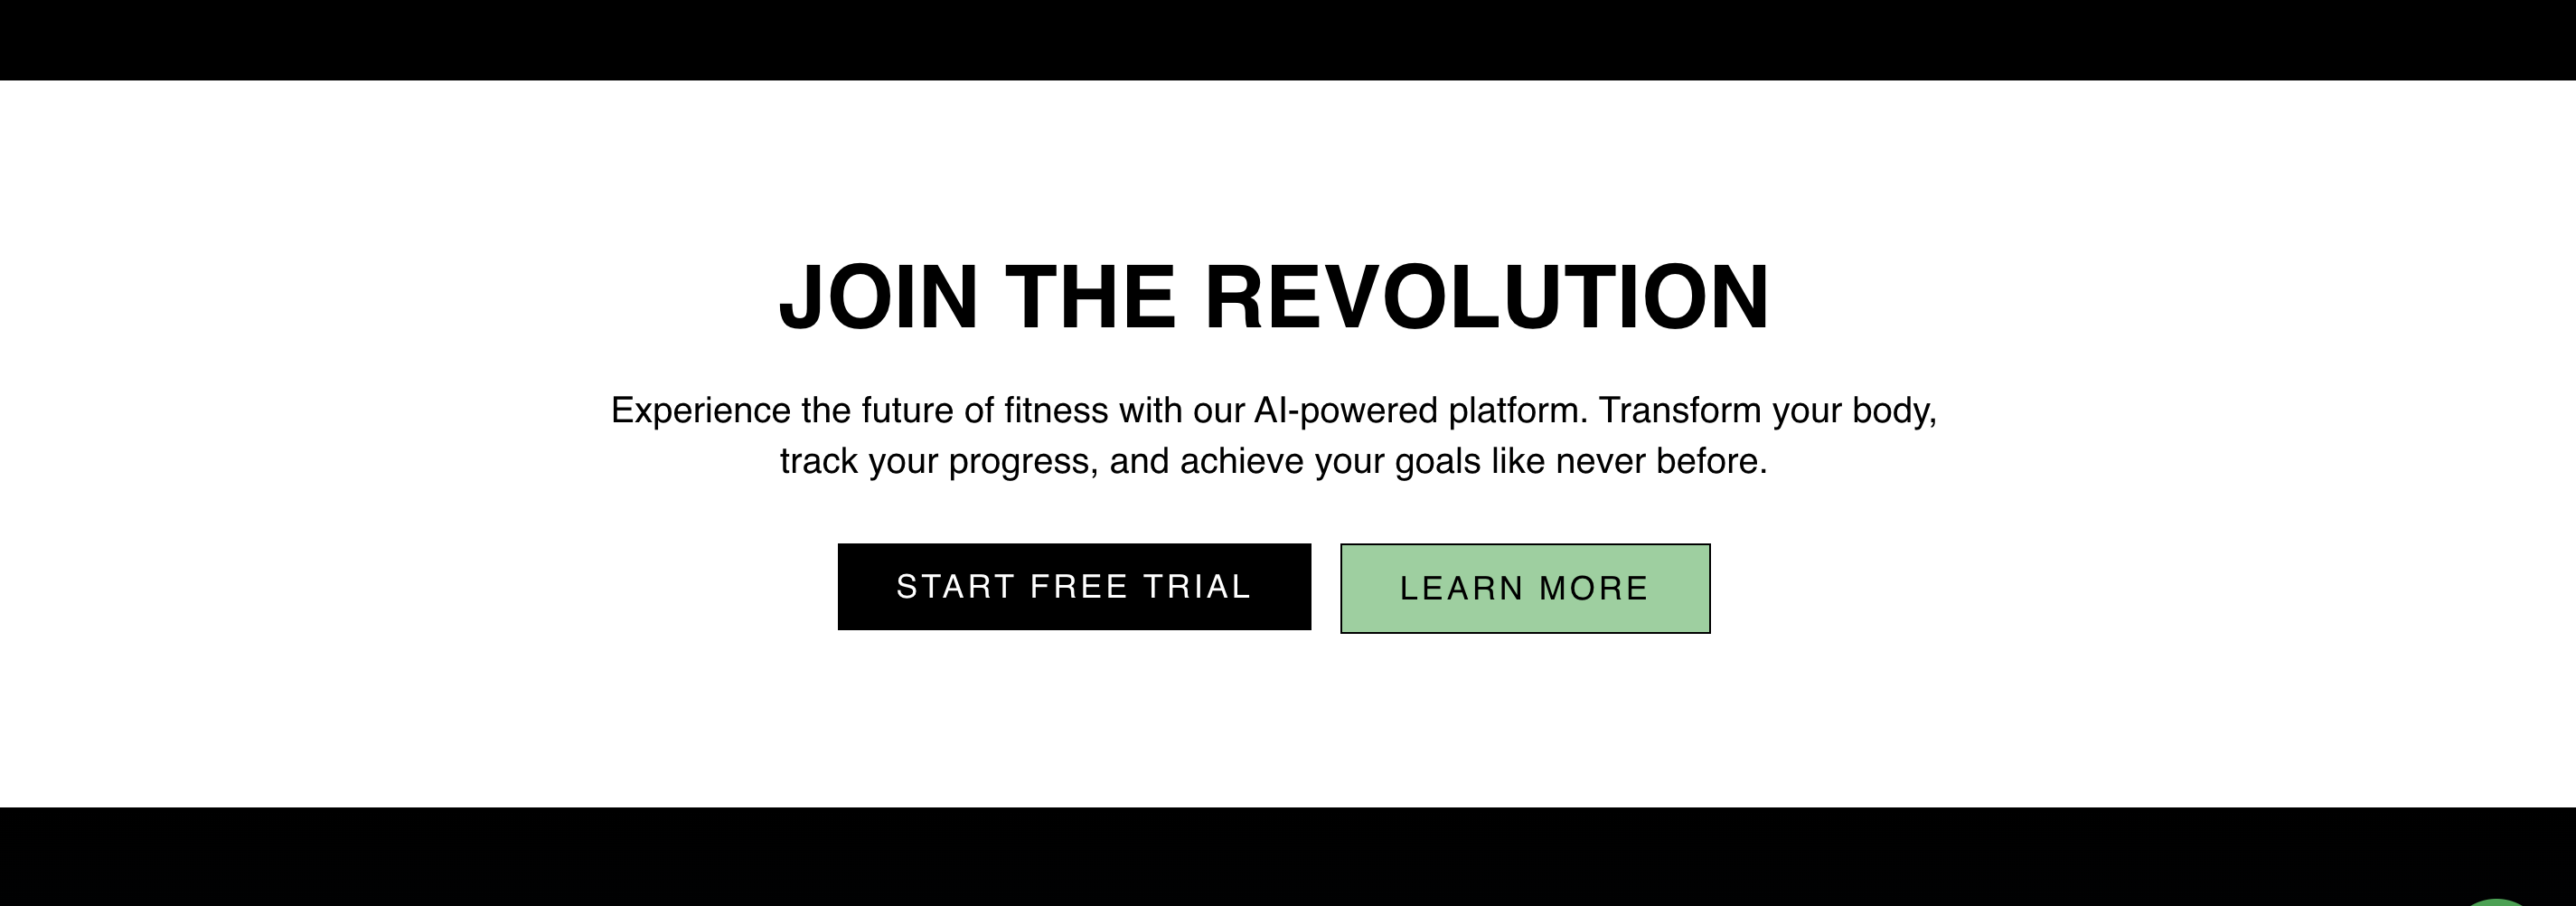 JOIN THE REVOLUTION
Experience the future of fitness with our AI-powered platform. Transform your body,
track your progress, and achieve your goals like never before.
START FREE TRIAL
LEARN MORE